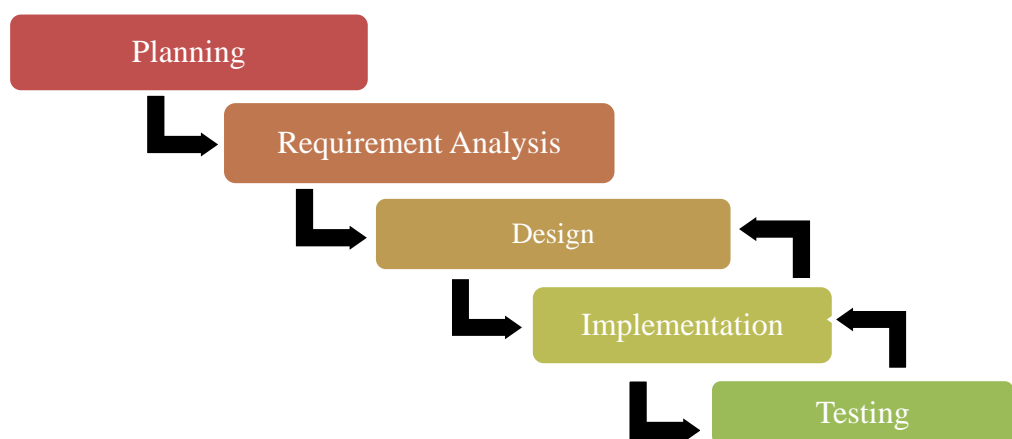 Planning
Requirement Analysis
Design
Implementation
Testing